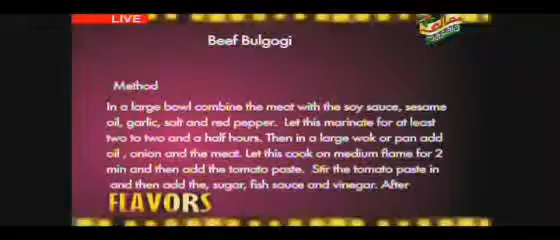 LIVE
Beef Bulgogi
Method
In a large bowl combine the meat with the soy sauce, sesame
oil, garlic, salt and red pepper. Let this marinate for at least
two to two and a half hours. Then in a large wok or pan add
oil , onion and the meat. Let this cook on medium flame for 2
min and then add the tomato paste. Stir the tomato paste in
and then add the, sugar, fish sauce and vinegar. After
FLAVORS